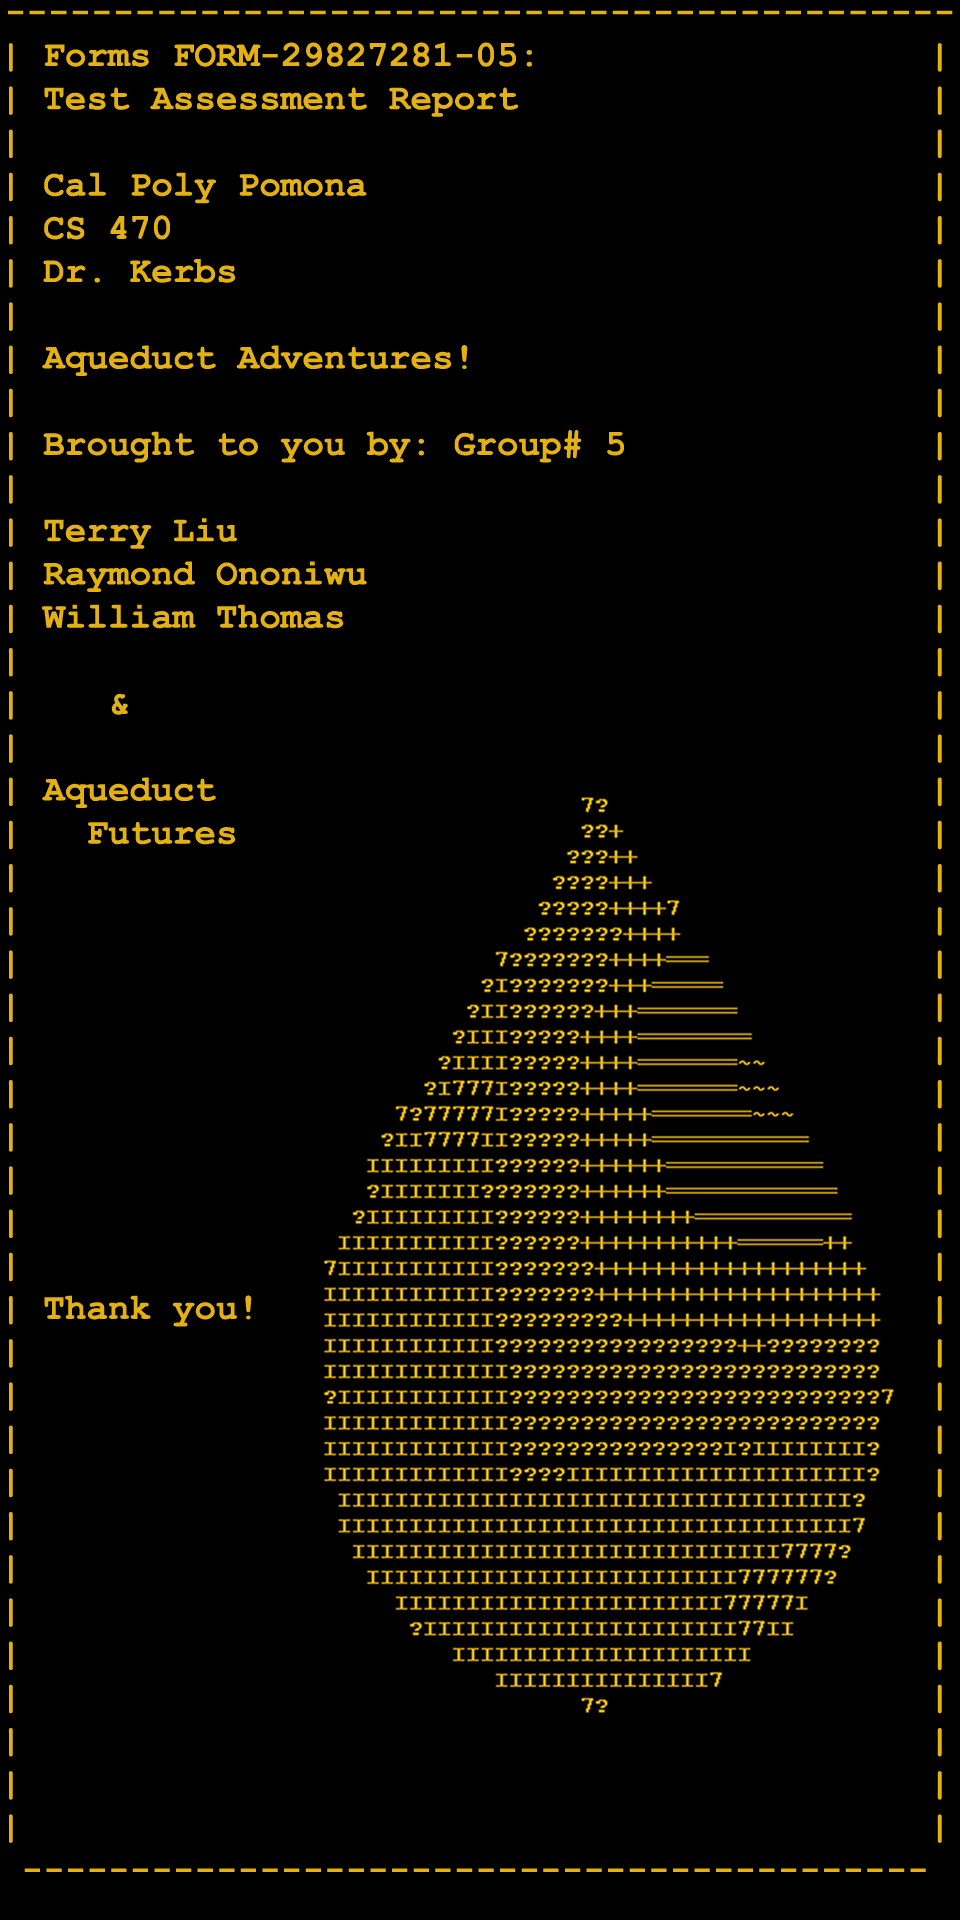 Forms FORM-29827281-05:
Test Assessment Report
Cal Poly Pomona
CS 470
Dr. Kerbs
Aqueduct Adventures!
Brought to you by: Group# 5
Terry Liu
Raymond Ononiwu
William Thomas
&
Aqueduct
Futures
Thank you!